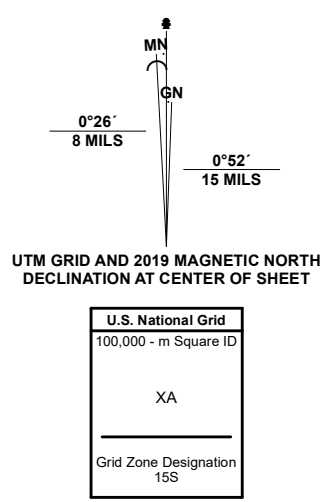 MN
GN
0°26´
8 MILS
0°52´
15 MILS
UTM GRID AND 2019 MAGNETIC NORTH
DECLINATION AT CENTER OF SHEET
U.S. National Grid
100,000 - m Square ID
XA
Grid Zone Designation
15S